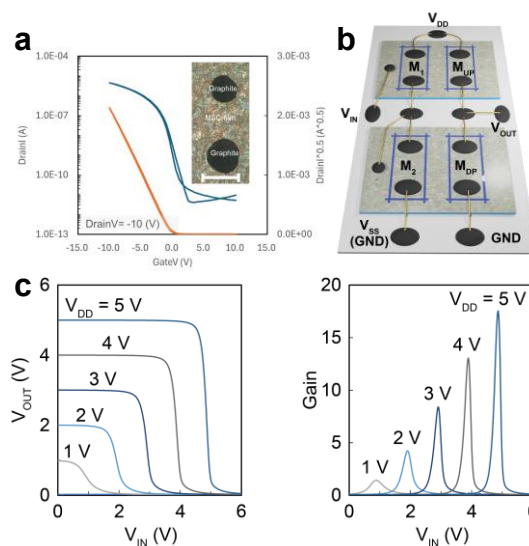 a
1.0E-04
1.0E-07
1.0E-10
1.0E-13
DrainI (A)
3.0E-03
2.0E-03
1.0E-03
0.0E+00
DrainI^0.5 (A^0.5)
Graphite
Graphite
DrainV= -10 (V)
-15.0 -10.0 -5.0 0.0 5.0 10.0 15.0
GateV (V)
b
V_DD
M_1 M_UP
V_IN
V_OUT
M_2 M_DP
V_SS
(GND)
GND
c
V_DD = 5 V
4 V
3 V
2 V
1 V
6
4
2
0
V_OUT (V)
0 2 4 6
V_IN (V)
V_DD = 5 V
4 V
3 V
2 V
1 V
20
15
10
5
0
Gain
0 2 4 6
V_IN (V)